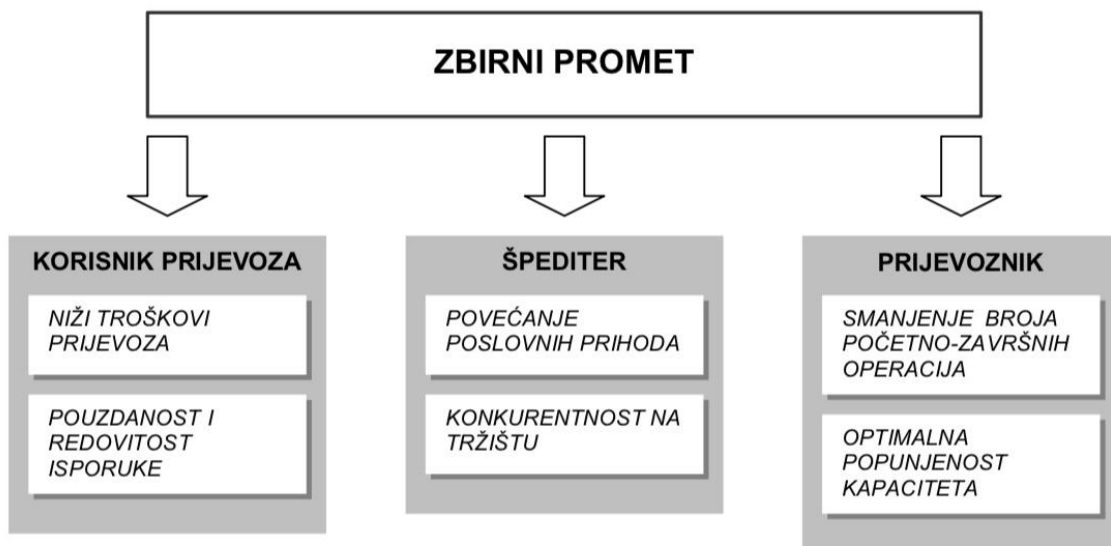 ZBIRNI PROMET
KORISNIK PRIJEVOZA
NIŽI TROŠKOVI
PRIJEVOZA
POUZDANOST I
REDOVITOST
ISPORUKE
ŠPEDITER
POVEĆANJE
POSLOVNIH PRIHODA
KONKURENTNOST NA
TRŽIŠTU
PRIJEVOZNIK
SMANJENJE BROJA
POČETNO-ZAVRŠNIH
OPERACIJA
OPTIMALNA
POPUNJENOST
KAPACITETA